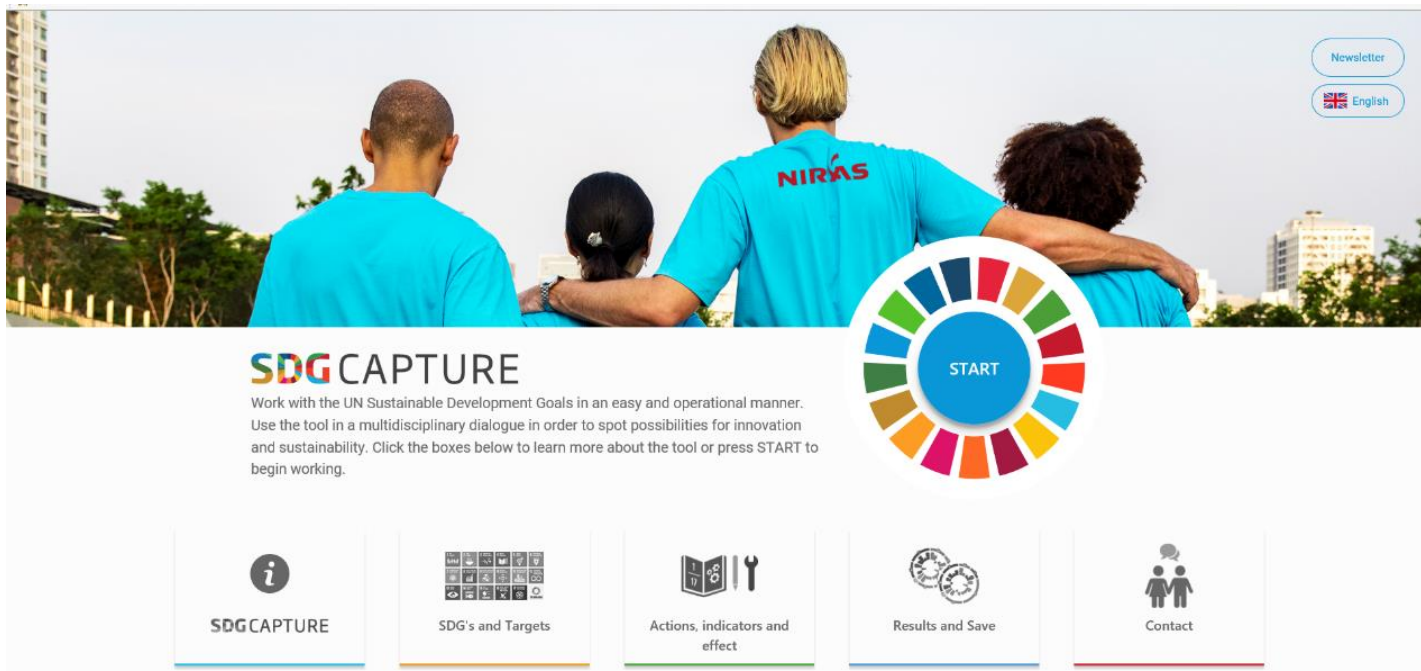 Newsletter
English
NIRAS
START
SDG CAPTURE
Work with the UN Sustainable Development Goals in an easy and operational manner.
Use the tool in a multidisciplinary dialogue in order to spot possibilities for innovation
and sustainability. Click the boxes below to learn more about the tool or press START to
begin working.
i
1
17
SDG CAPTURE
SDG's and Targets
Actions, indicators and
effect
Results and Save
Contact